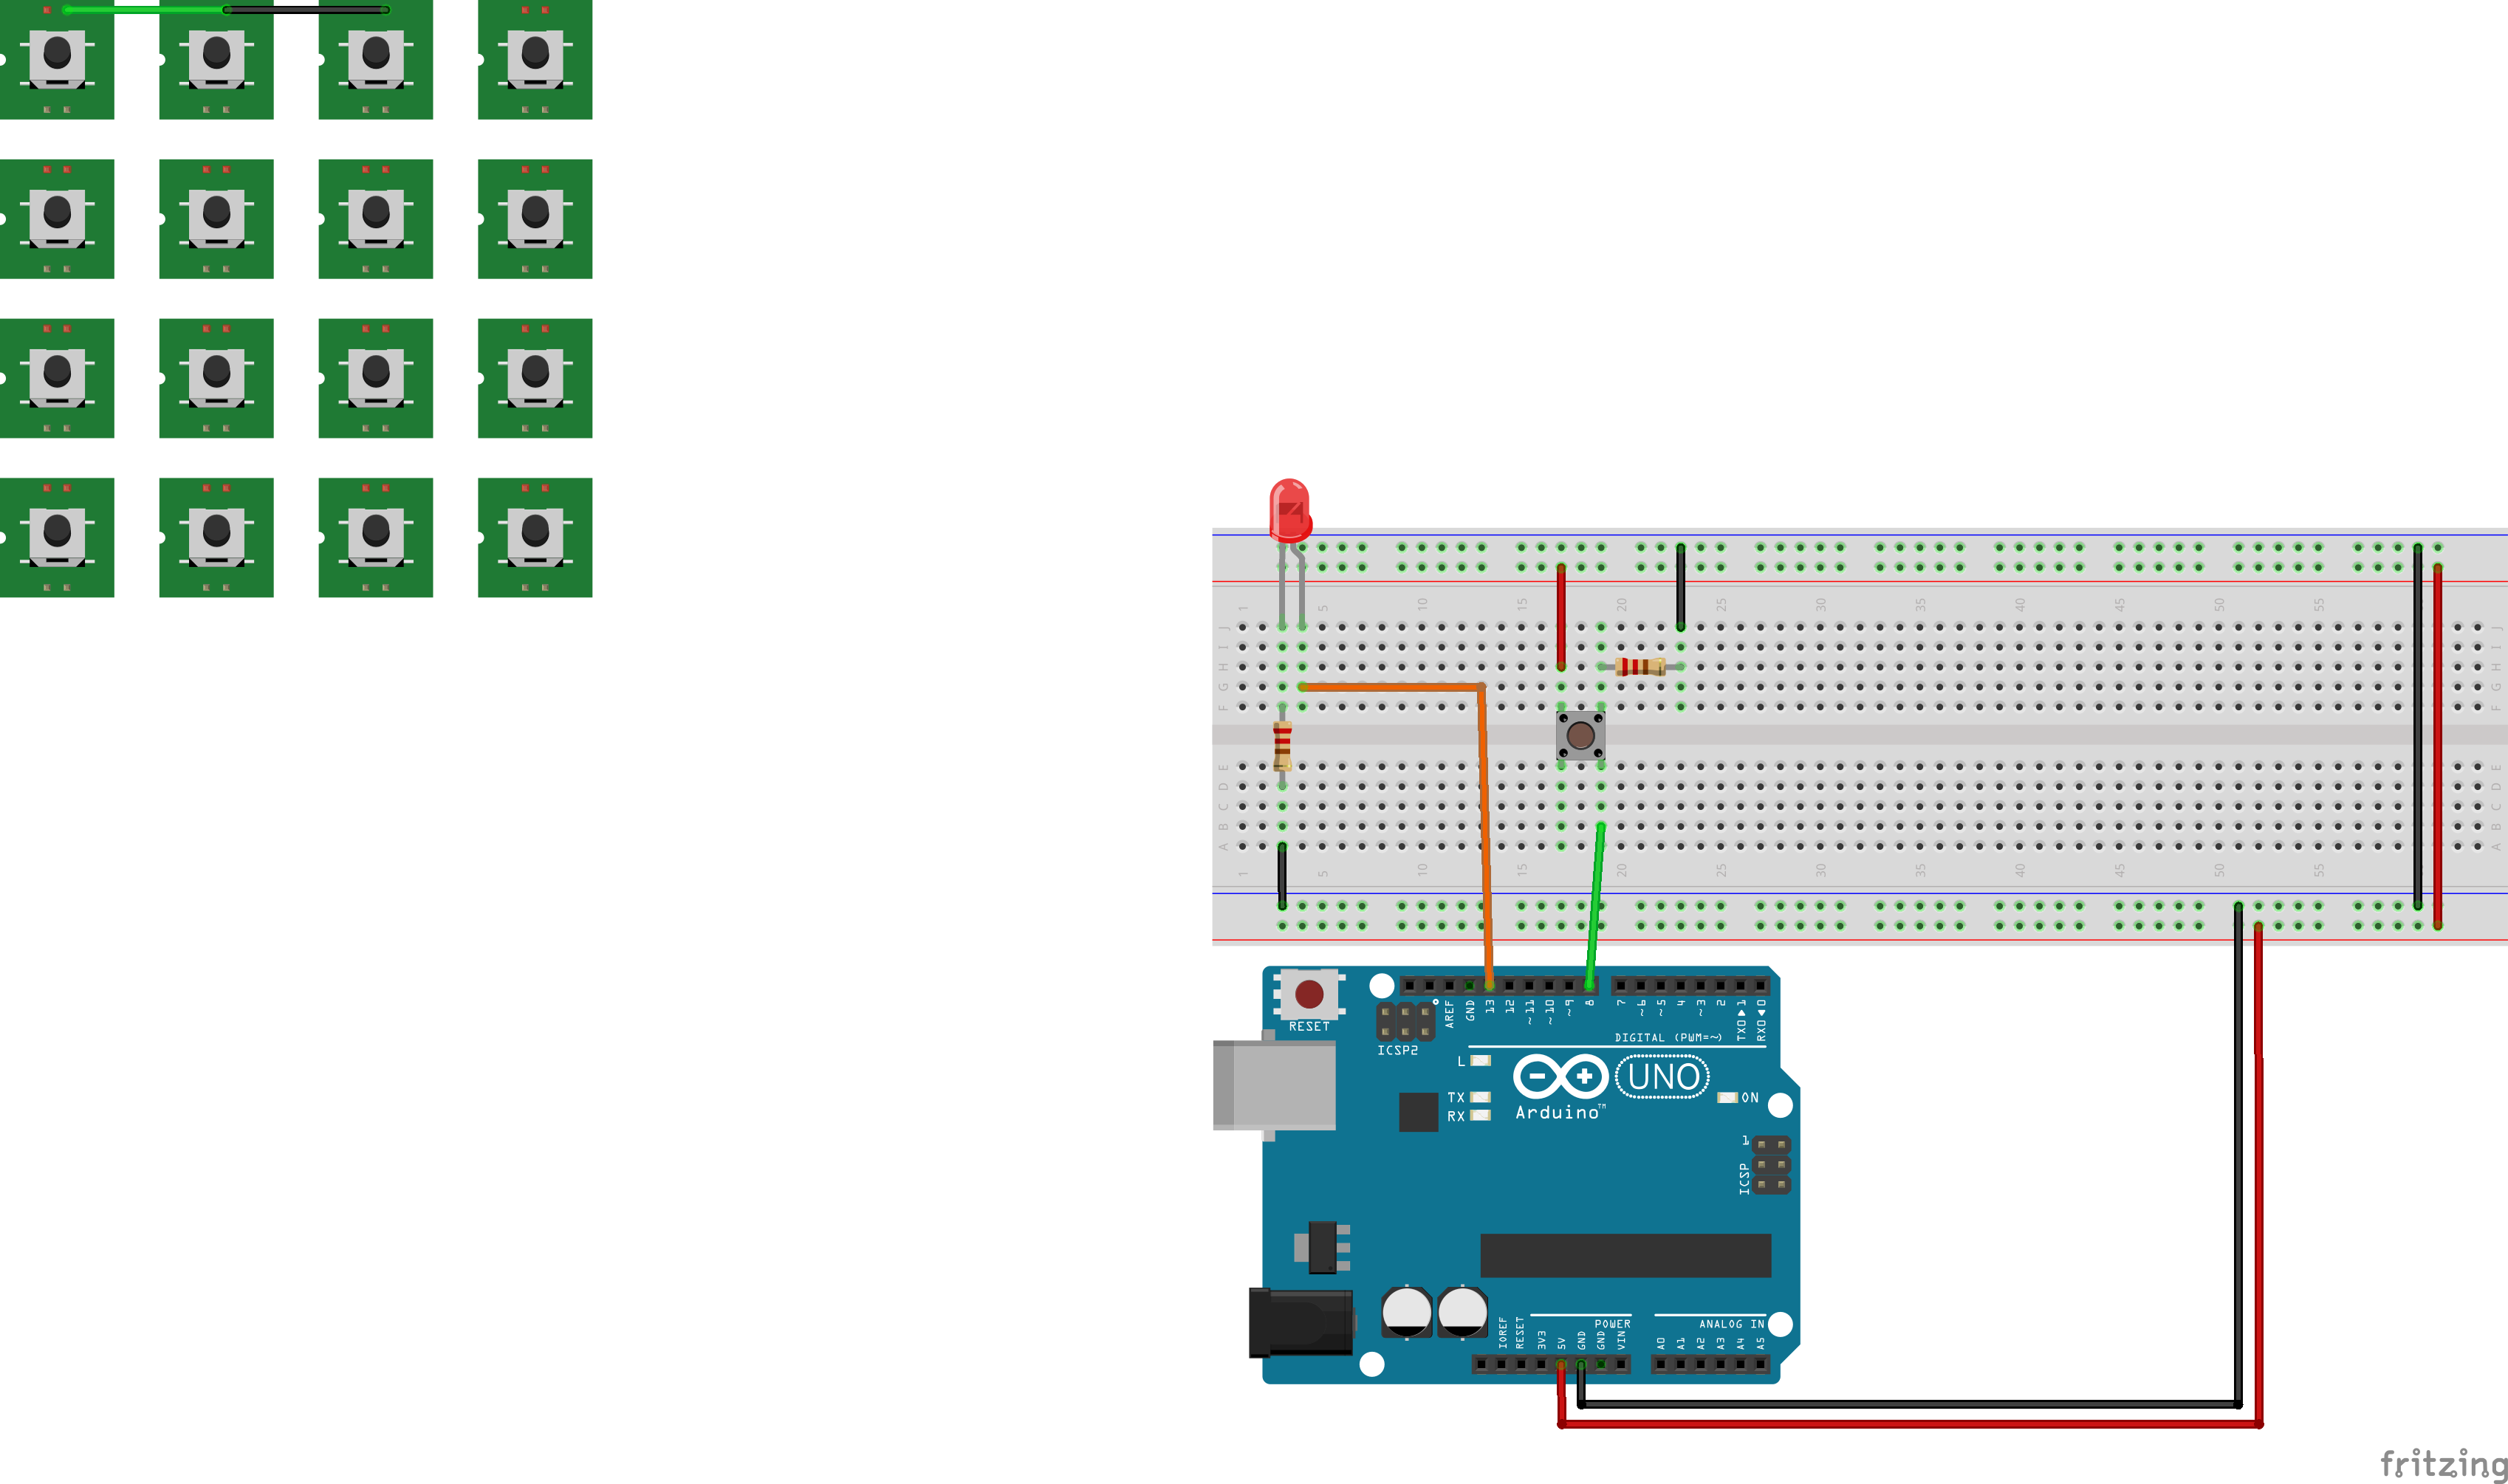 1 5 10 15 20 25 30 35 40 45 50 55
J J
I I
H H
G G
F F
E E
D D
C C
B B
A A
1 5 10 15 20 25 30 35 40 45 50 55
RESET
ICSP2
AREF
GND
13
12
~11
~10
~9
8
7
~6
~5
4
~3
2
TX0▶1
RX0◀0
DIGITAL (PWM=~)
L
TX
RX
UNO
ON
Arduino™
1
ICSP
POWER
ANALOG IN
IOREF
RESET
3V3
5V
GND
GND
VIN
A0
A1
A2
A3
A4
A5
fritzing